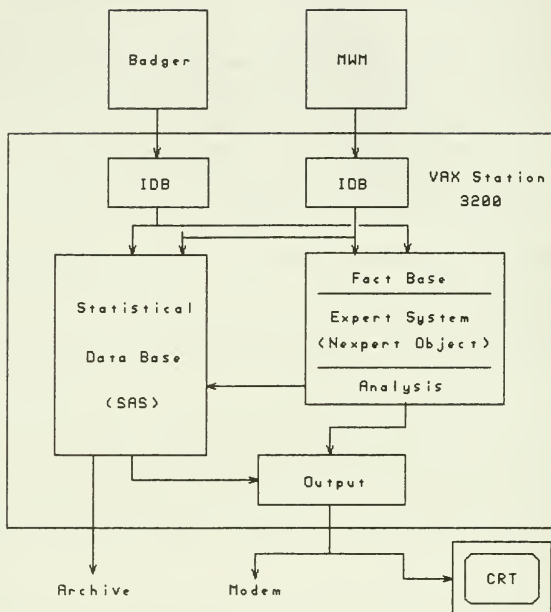 Badger
MWM
IDB
IDB
VAX Station
3200
Statistical
Data Base
(SAS)
Fact Base
Expert System
(Nexpert Object)
Analysis
Output
Archive
Modem
CRT